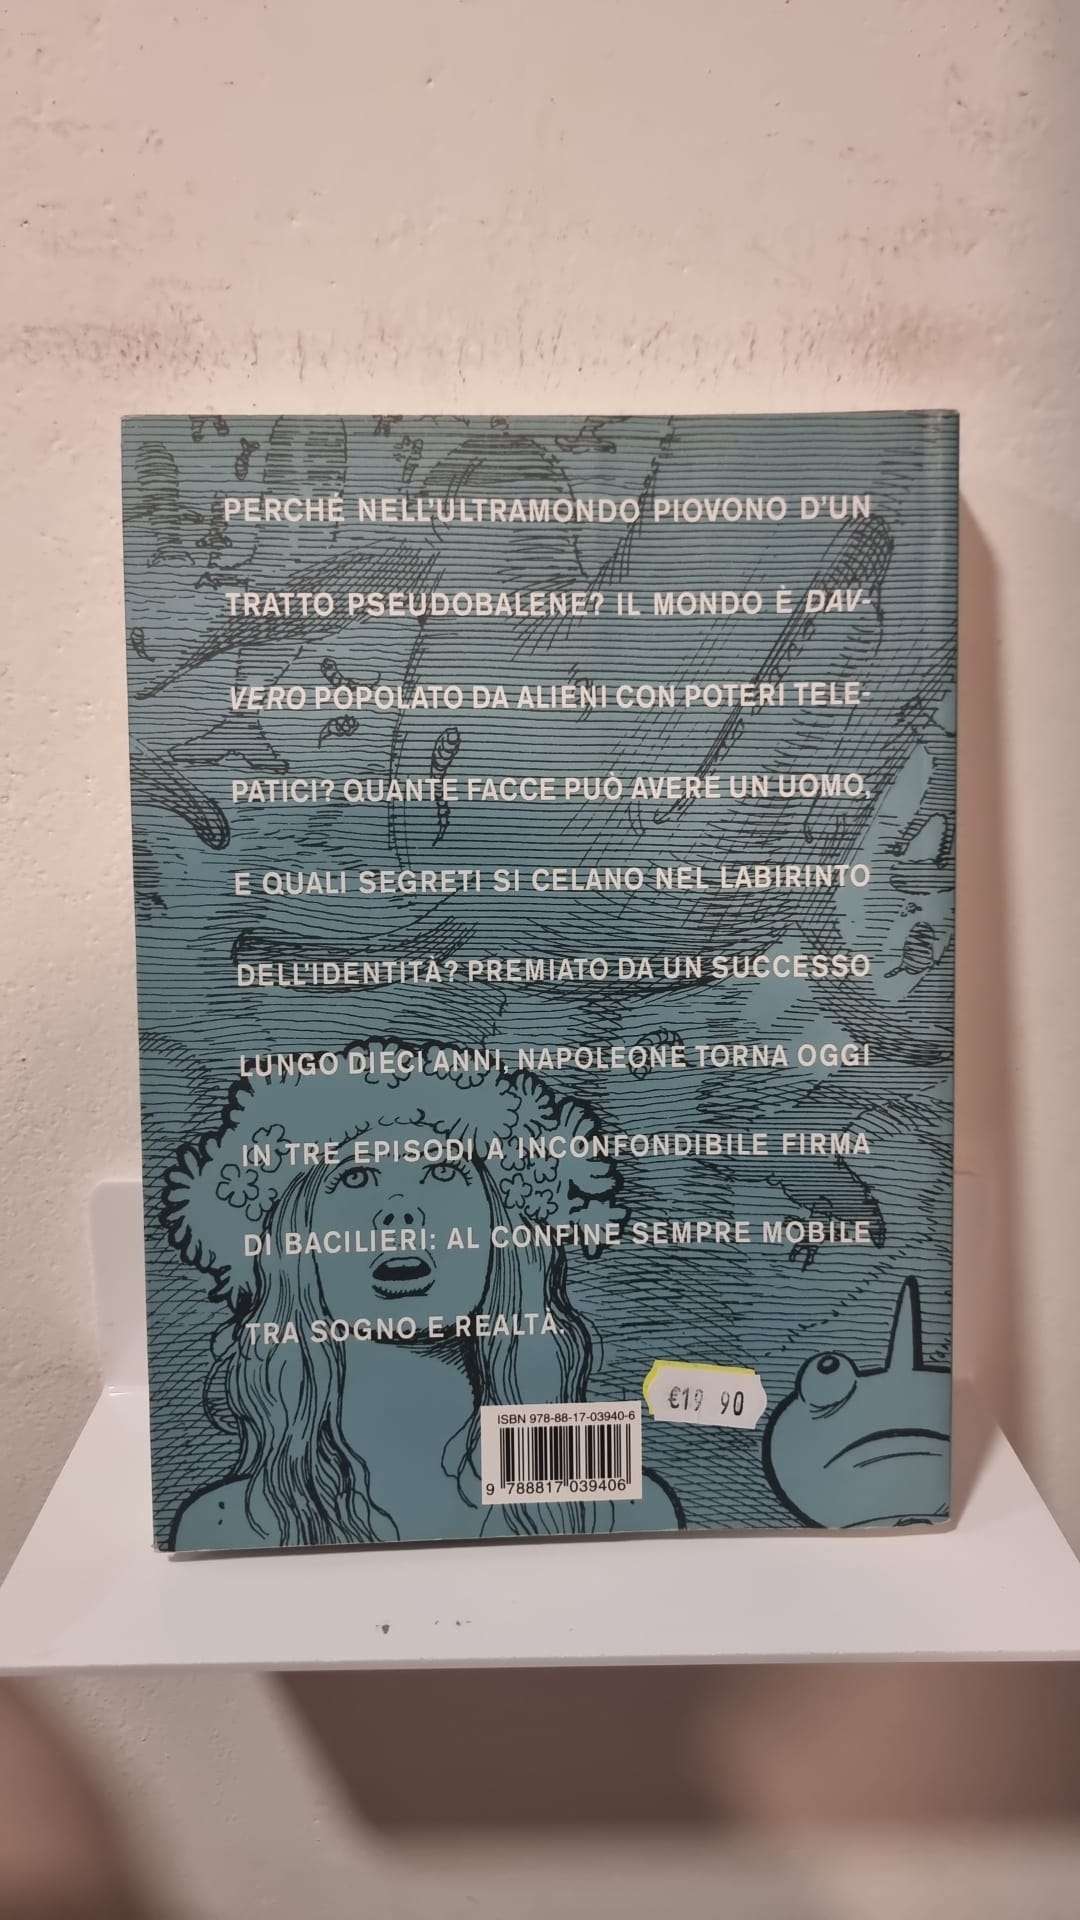 PERCHÉ NELL'ULTRAMONDO PIOVONO D'UN
TRATTO PSEUDOBALENE? IL MONDO È DAV-
VERO POPOLATO DA ALIENI CON POTERI TELE-
PATICI? QUANTE FACCE PUÒ AVERE UN UOMO,
E QUALI SEGRETI SI CELANO NEL LABIRINTO
DELL'IDENTITÀ? PREMIATO DA UN SUCCESSO
LUNGO DIECI ANNI, NAPOLEONE TORNA OGGI
IN TRE EPISODI A INCONFONDIBILE FIRMA
DI BACILIERI: AL CONFINE SEMPRE MOBILE
TRA SOGNO E REALTÀ.
€19 90
ISBN 978-88-17-03940-6
9 788817 039406